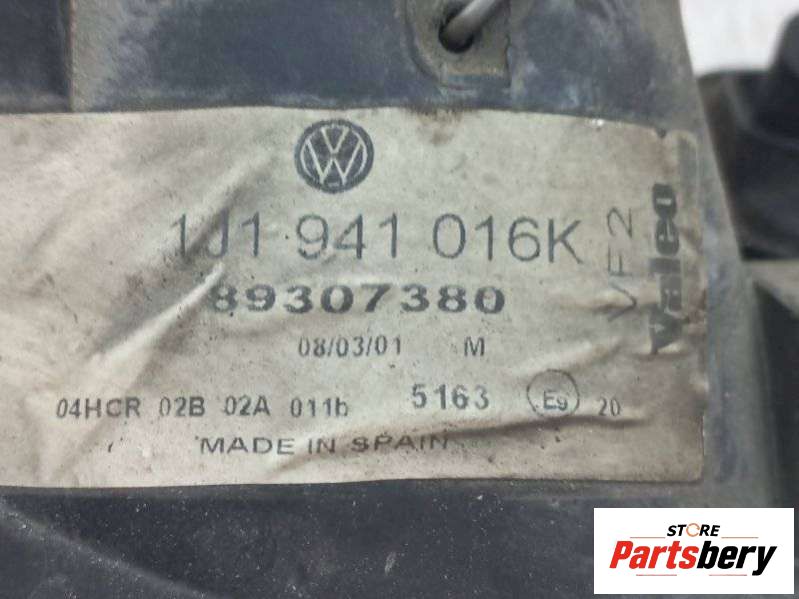 1J1 941 016K
89307380
08/03/01 M
04HCR 02B 02A 011b 5163 E9 20
MADE IN SPAIN
VF2
Valeo
STORE
Partsbery